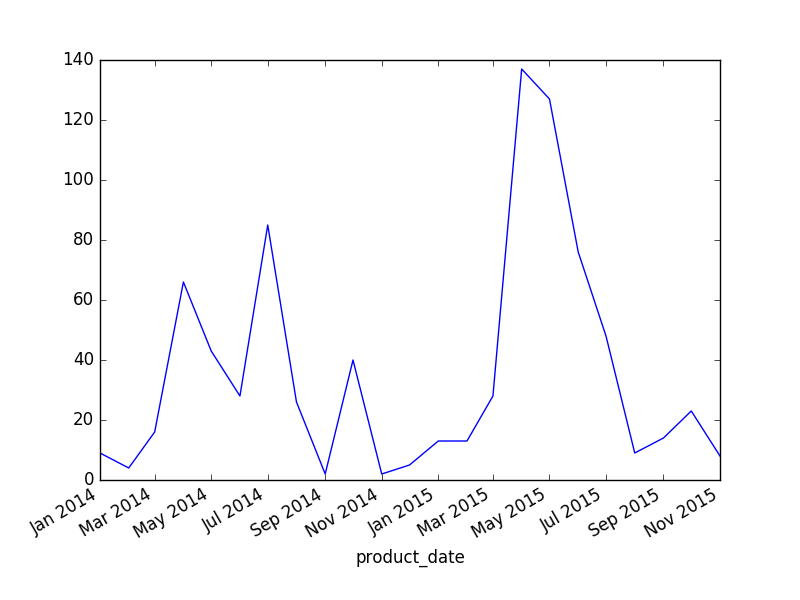 140
120
100
80
60
40
20
0
Jan 2014
Mar 2014
May 2014
Jul 2014
Sep 2014
Nov 2014
Jan 2015
Mar 2015
May 2015
Jul 2015
Sep 2015
Nov 2015
product_date